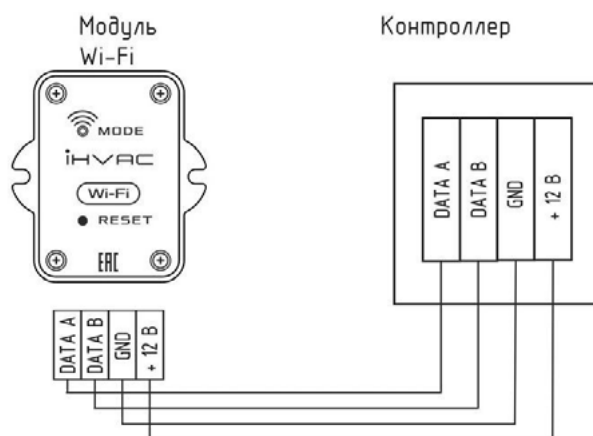 Модуль
Wi-Fi
Контроллер
MODE
iHVAC
Wi-Fi
RESET
EAC
DATA A
DATA B
GND
+ 12 В
DATA A
DATA B
GND
+ 12 В